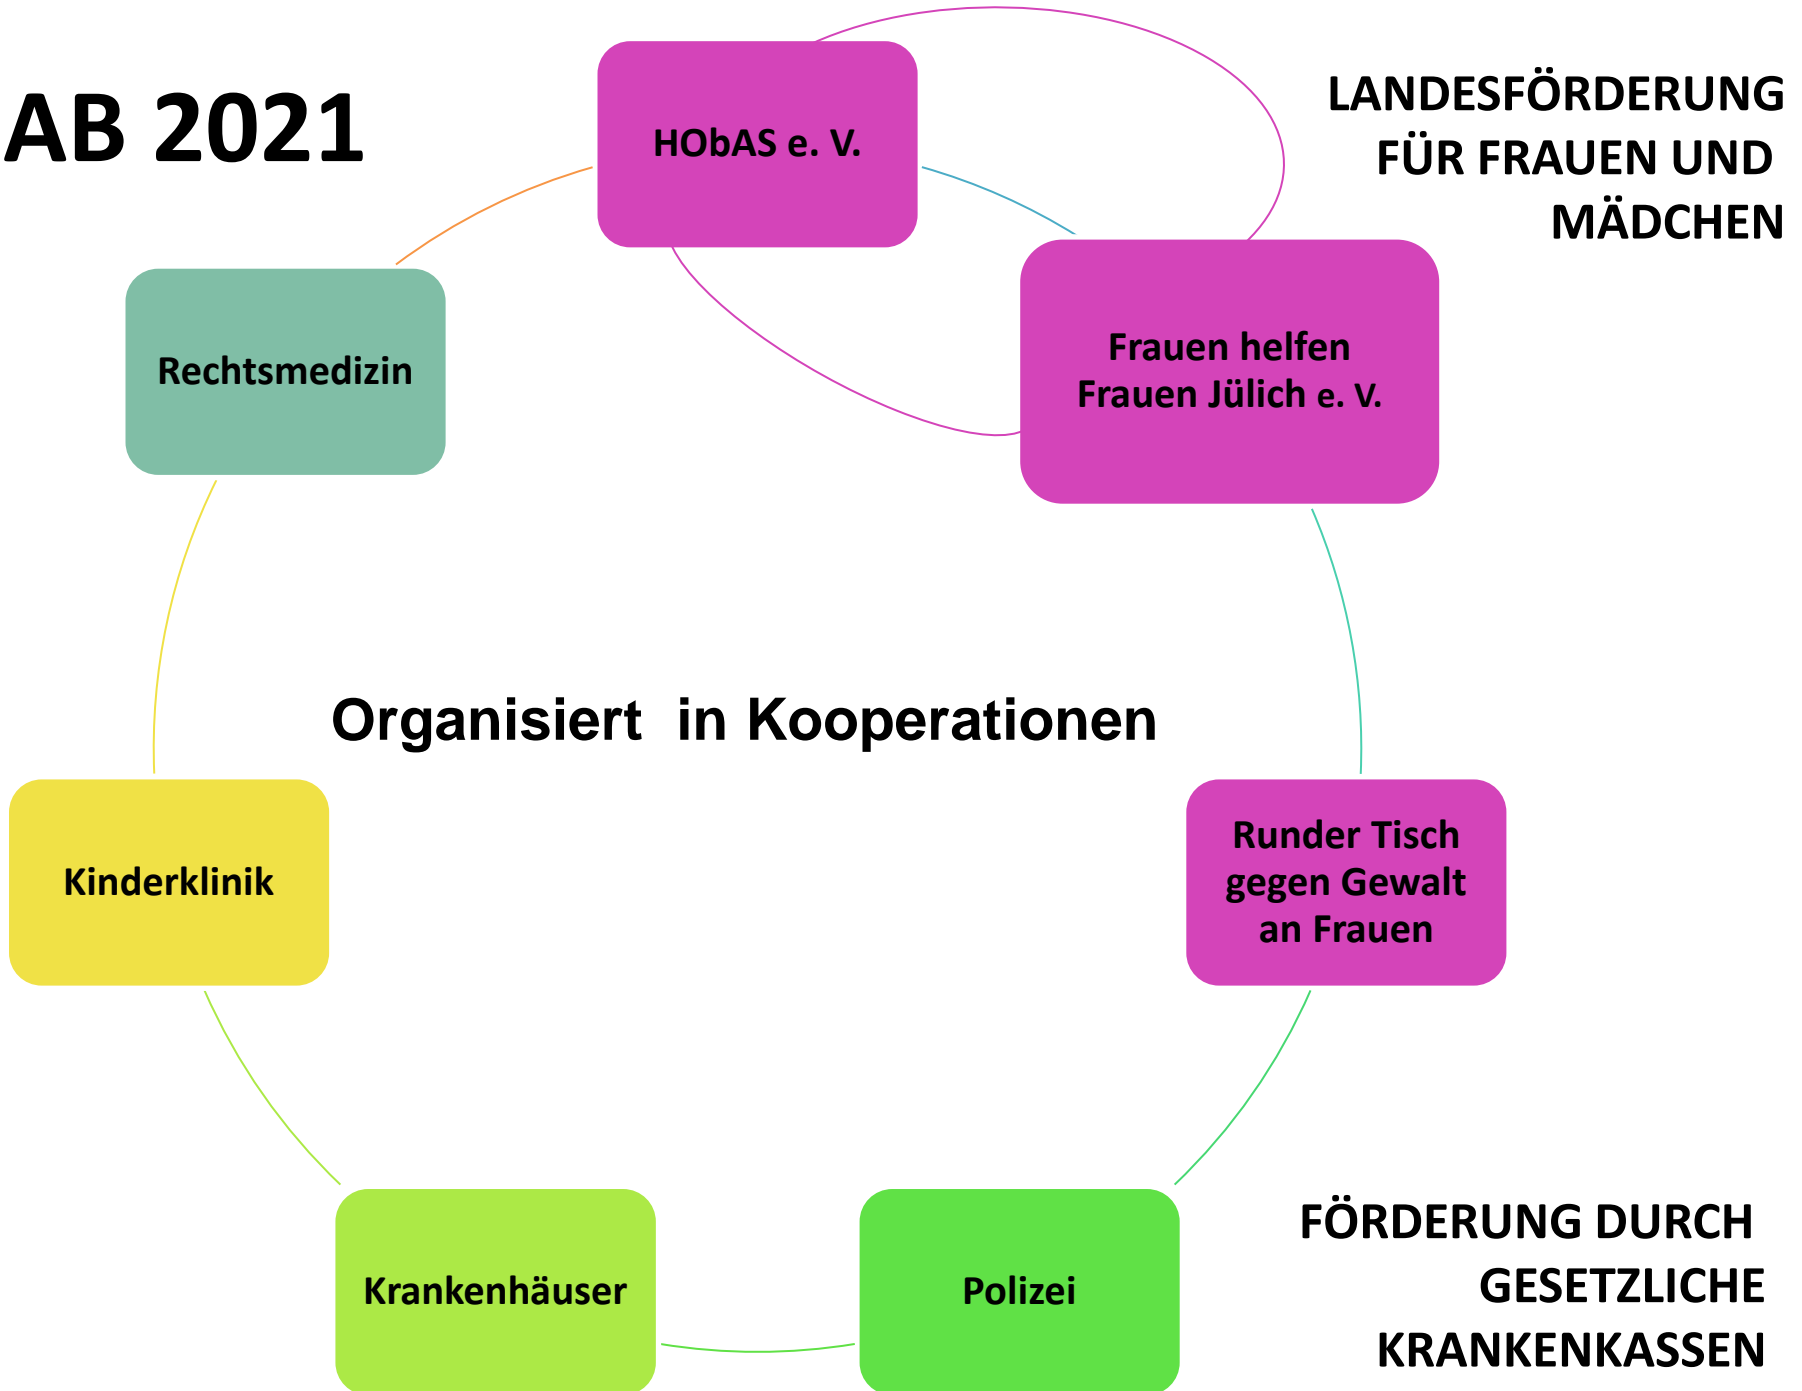 AB 2021
HObAS e. V.
LANDESFÖRDERUNG
FÜR FRAUEN UND
MÄDCHEN
Rechtsmedizin
Frauen helfen
Frauen Jülich e. V.
Organisiert in Kooperationen
Kinderklinik
Runder Tisch
gegen Gewalt
an Frauen
Krankenhäuser
Polizei
FÖRDERUNG DURCH
GESETZLICHE
KRANKENKASSEN